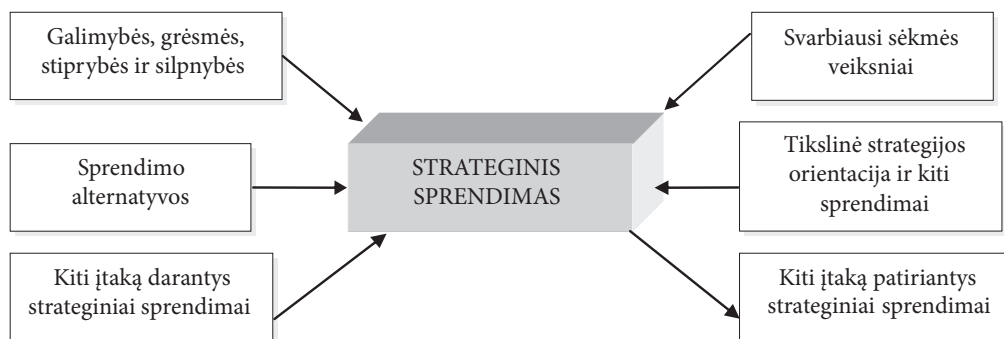 Galimybės, grėsmės,
stiprybės ir silpnybės
Svarbiausi sėkmės
veiksniai
Sprendimo
alternatyvos
STRATEGINIS
SPRENDIMAS
Tikslinė strategijos
orientacija ir kiti
sprendimai
Kiti įtaką darantys
strateginiai sprendimai
Kiti įtaką patiriantys
strateginiai sprendimai